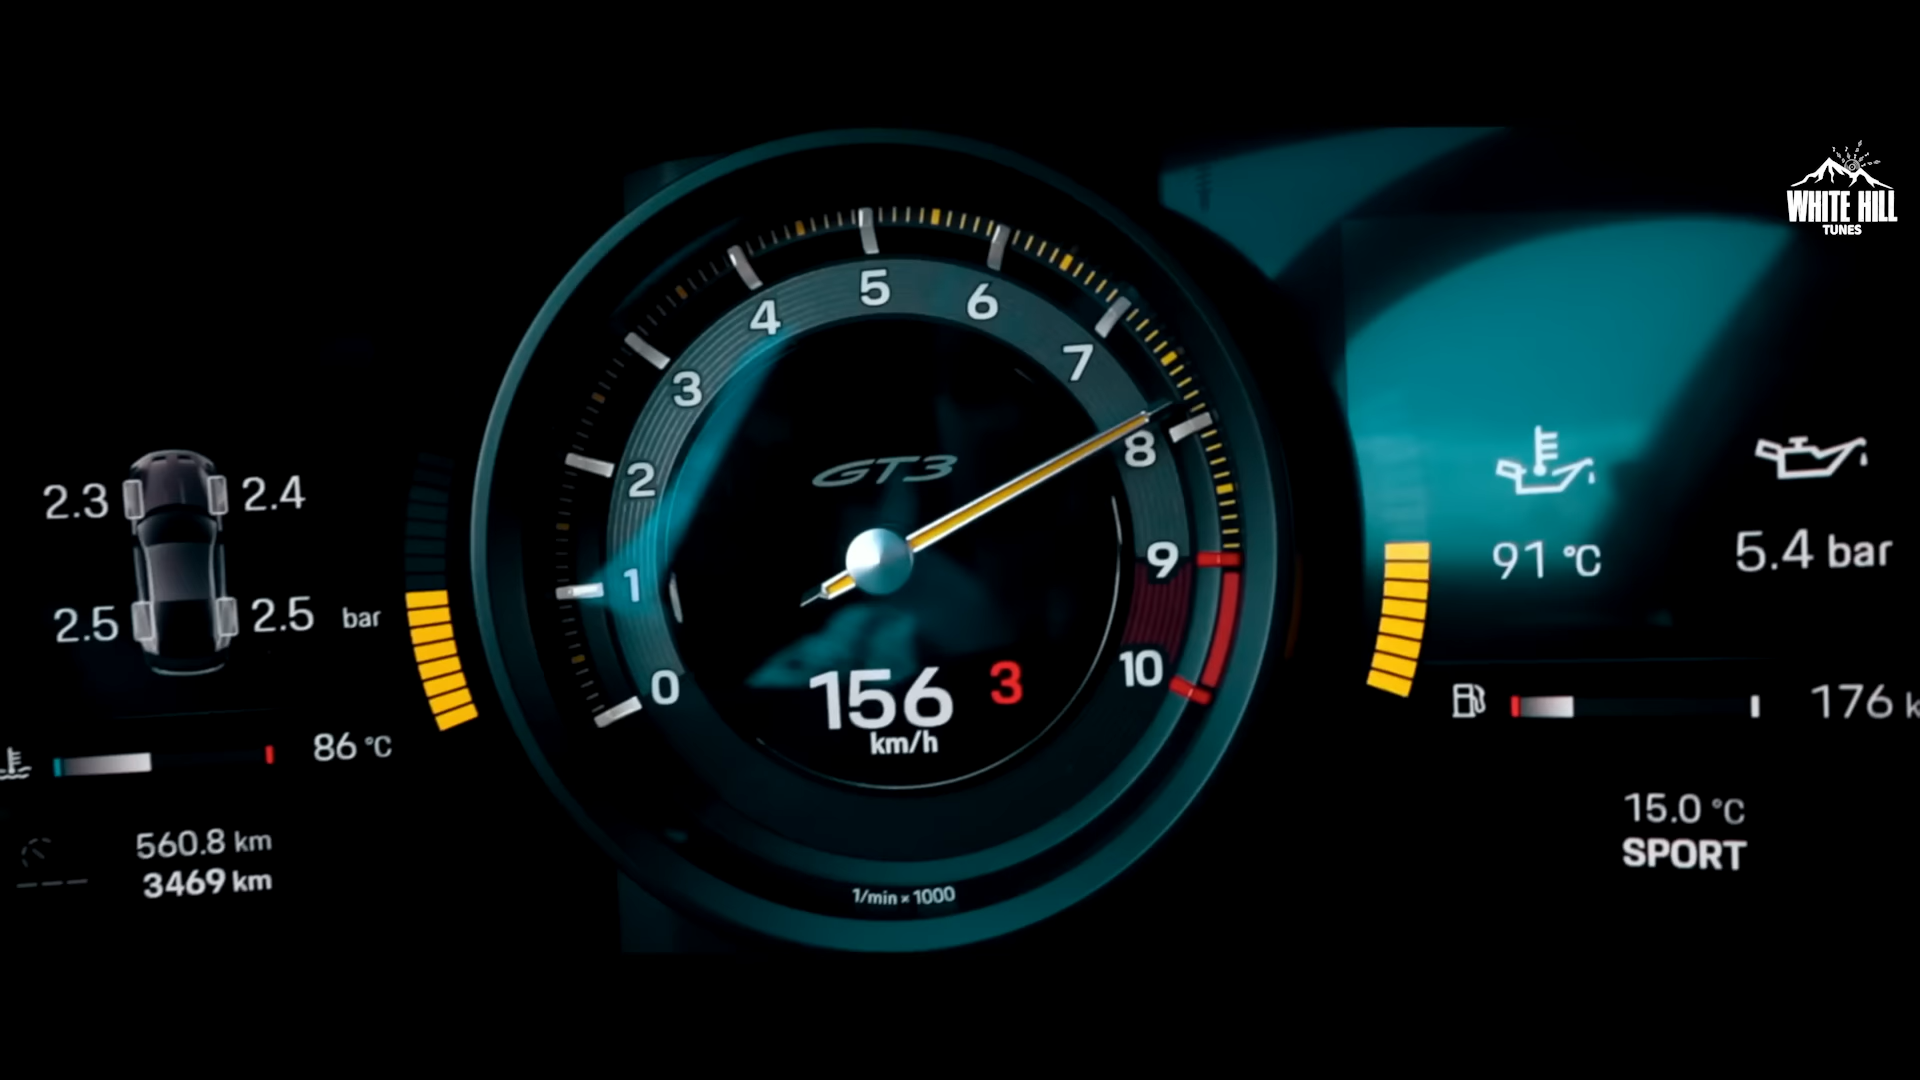 WHITE HILL
TUNES
5
4
6
3
7
2
8
1
9
0
10
GT3
156
km/h
3
1/min × 1000
2.3
2.4
2.5
2.5 bar
86 °C
560.8 km
3469 km
91 °C
5.4 bar
176 k
15.0 °C
SPORT